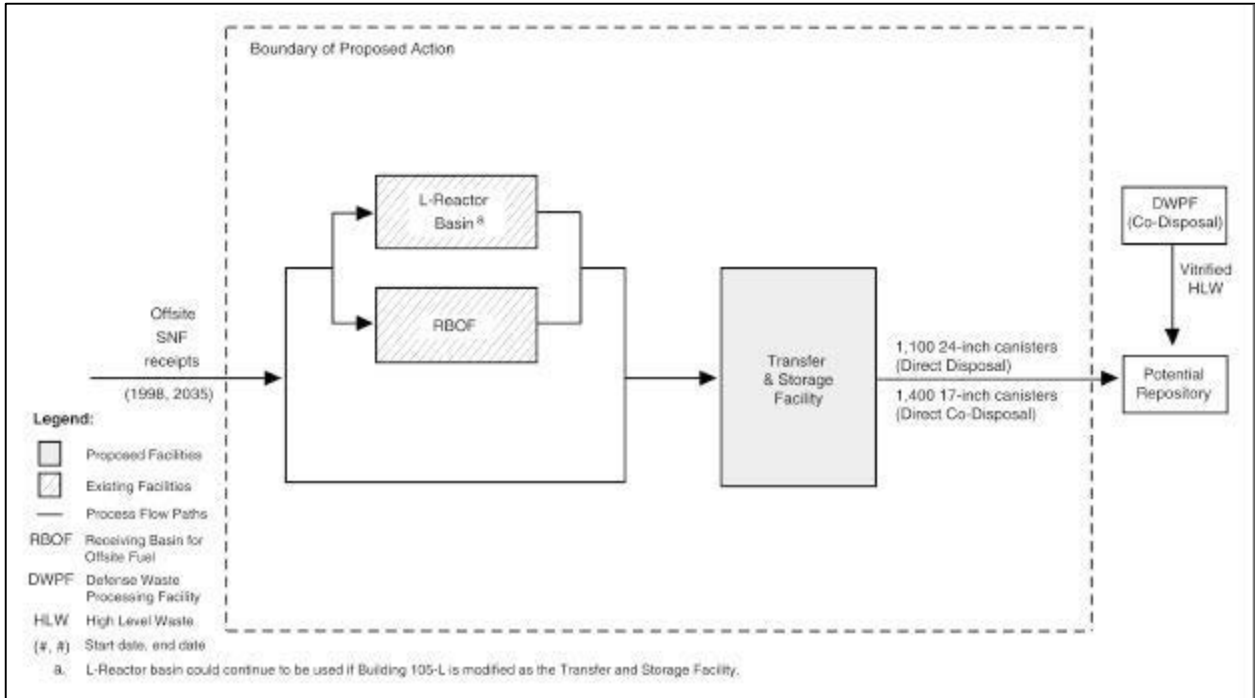 Boundary of Proposed Action
L-Reactor
Basin a
RBOF
Offsite
SNF
receipts
(1998, 2035)
Transfer
& Storage
Facility
1,100 24-inch canisters
(Direct Disposal)
1,400 17-inch canisters
(Direct Co-Disposal)
DWPF
(Co-Disposal)
Vitrified
HLW
Potential
Repository
Legend:
Proposed Facilities
Existing Facilities
Process Flow Paths
RBOF Receiving Basin for
Offsite Fuel
DWPF Defense Waste
Processing Facility
HLW High Level Waste
(#, #) Start date, end date
a. L-Reactor basin could continue to be used if Building 105-L is modified as the Transfer and Storage Facility.